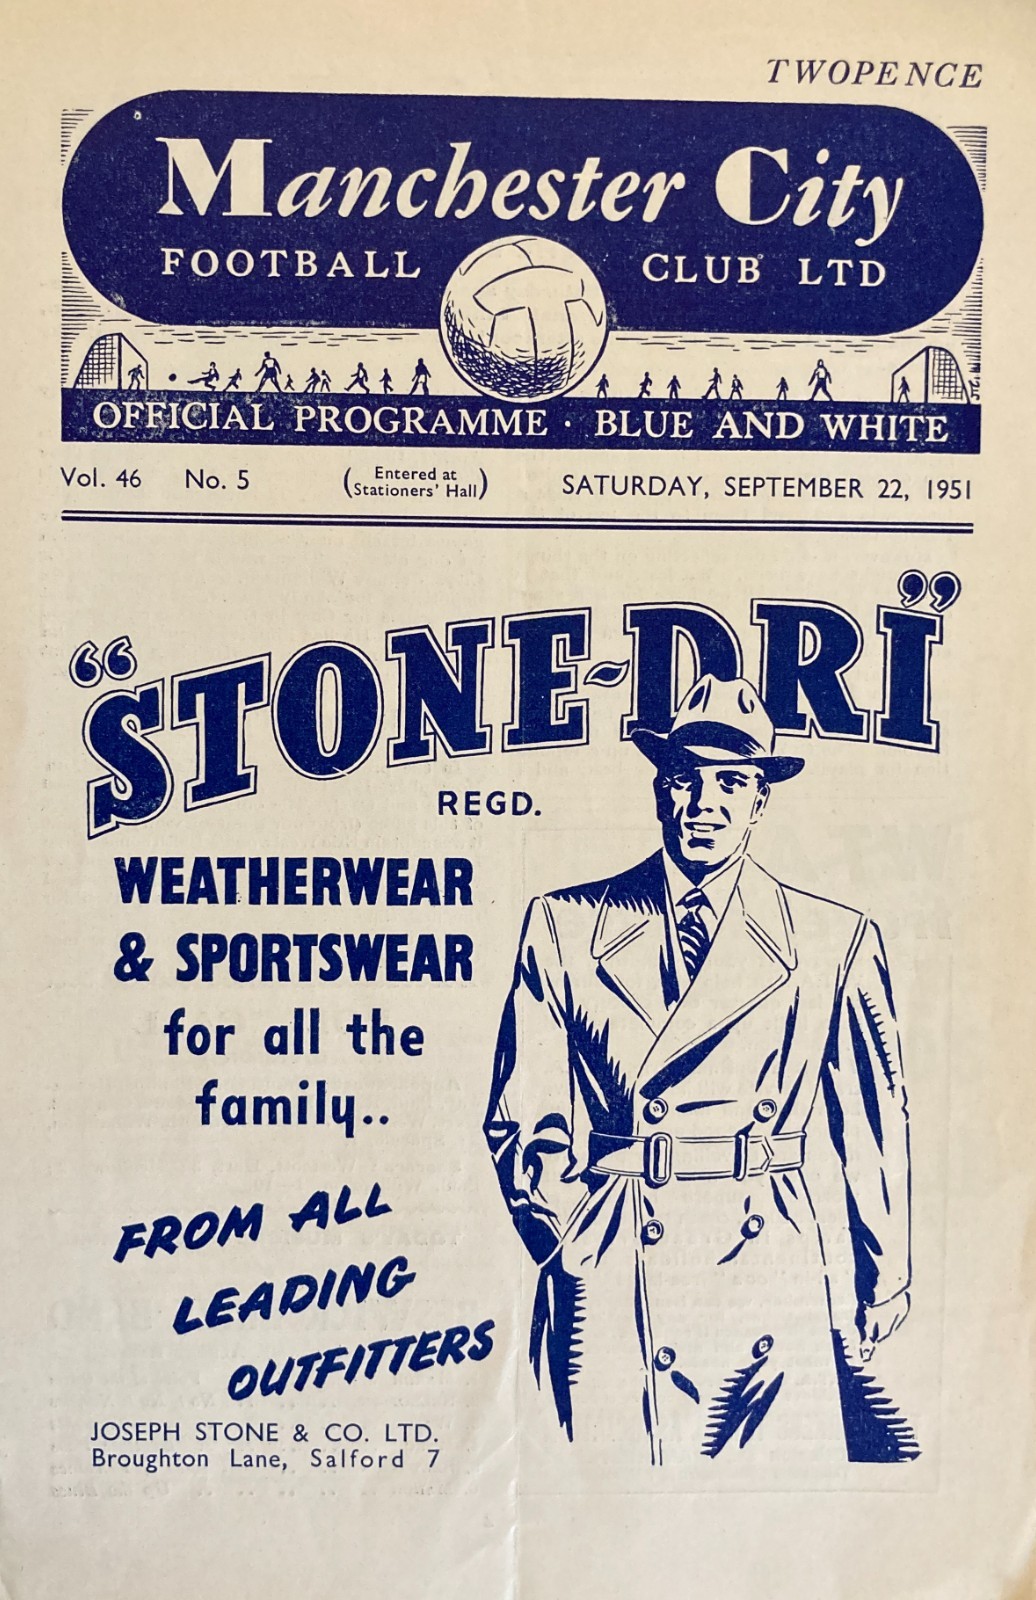 TWOPENCE
Manchester City
FOOTBALL CLUB LTD
OFFICIAL PROGRAMME · BLUE AND WHITE
Vol. 46 No. 5 (Entered at Stationers' Hall) SATURDAY, SEPTEMBER 22, 1951
"STONE-DRI"
REGD.
WEATHERWEAR
& SPORTSWEAR
for all the
family..
FROM ALL
LEADING
OUTFITTERS
JOSEPH STONE & CO. LTD.
Broughton Lane, Salford 7